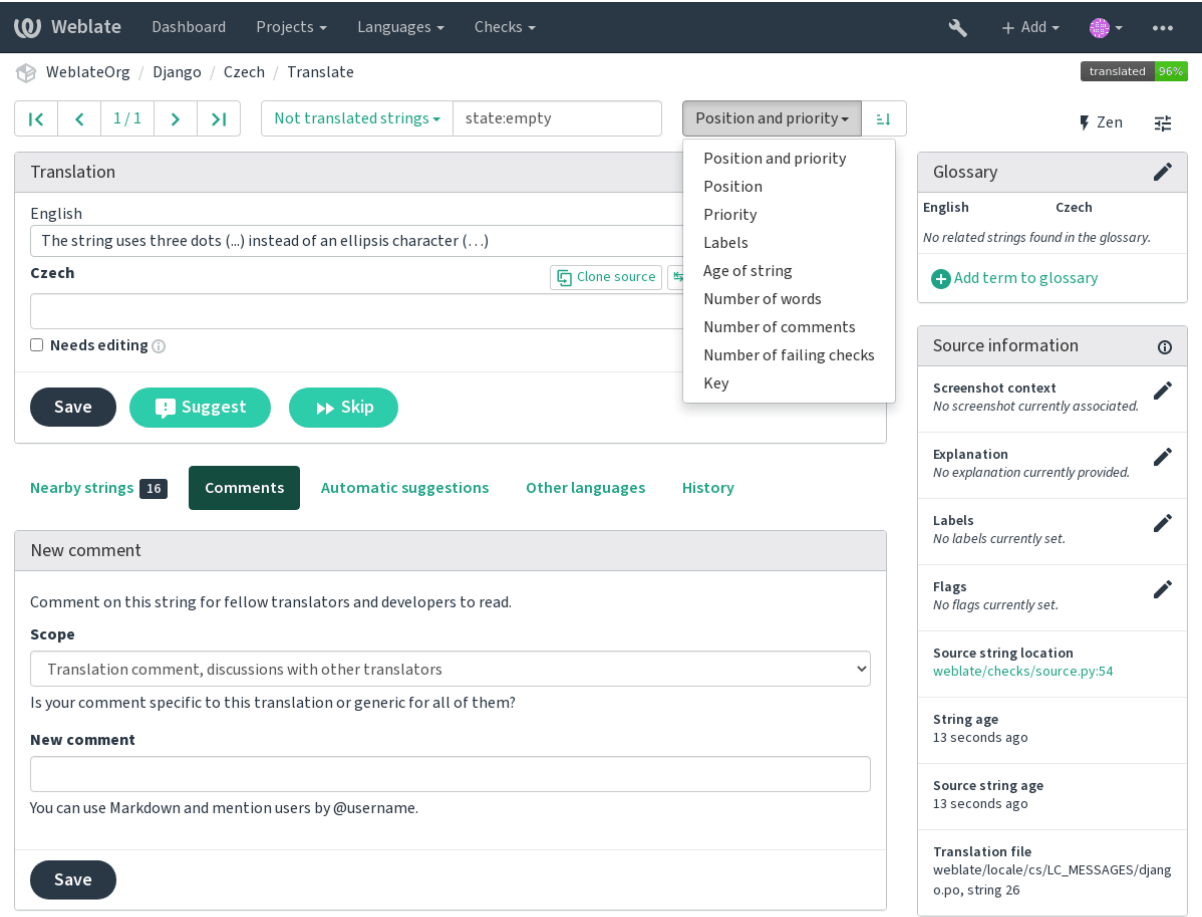 Weblate Dashboard Projects Languages Checks + Add
WeblateOrg / Django / Czech / Translate translated 96%
1 / 1 Not translated strings state:empty Position and priority Zen
Position and priority
Position
Priority
Labels
Age of string
Number of words
Number of comments
Number of failing checks
Key
Translation
English
The string uses three dots (...) instead of an ellipsis character (…)
Czech Clone source
Needs editing
Save Suggest Skip
Nearby strings 16 Comments Automatic suggestions Other languages History
New comment
Comment on this string for fellow translators and developers to read.
Scope
Translation comment, discussions with other translators
Is your comment specific to this translation or generic for all of them?
New comment
You can use Markdown and mention users by @username.
Save
Glossary
English Czech
No related strings found in the glossary.
Add term to glossary
Source information
Screenshot context
No screenshot currently associated.
Explanation
No explanation currently provided.
Labels
No labels currently set.
Flags
No flags currently set.
Source string location
weblate/checks/source.py:54
String age
13 seconds ago
Source string age
13 seconds ago
Translation file
weblate/locale/cs/LC_MESSAGES/djang
o.po, string 26